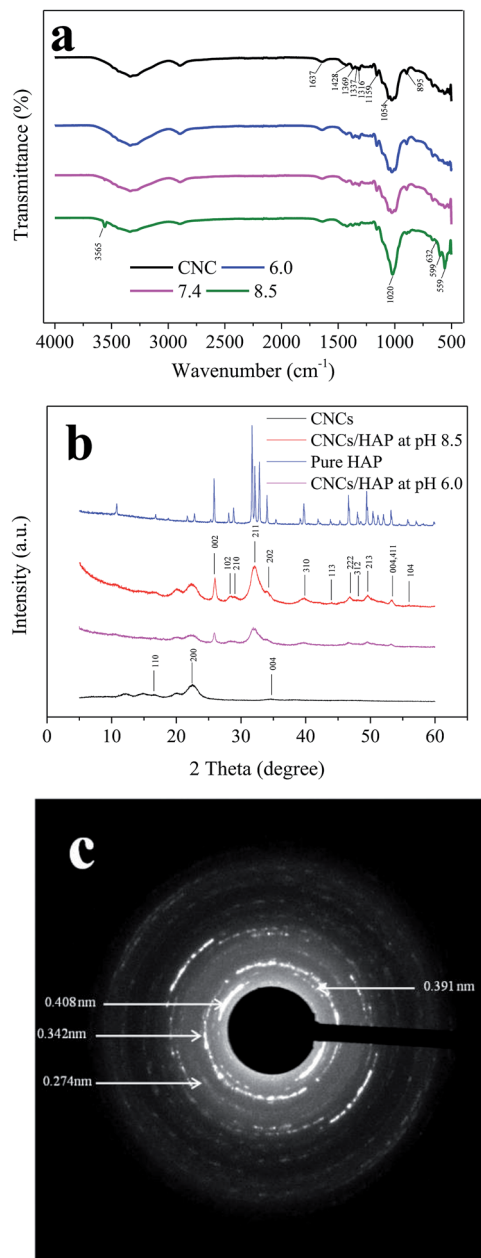 a
Transmittance (%)
1637
1428
1369
1337
1316
1159
1054
895
3565
1020
632
599
559
CNC 6.0
7.4 8.5
4000 3500 3000 2500 2000 1500 1000 500
Wavenumber (cm-1)
b
CNCs
CNCs/HAP at pH 8.5
Pure HAP
CNCs/HAP at pH 6.0
Intensity (a.u.)
002
102
210
211
202
310
113
222
312
213
004,411
104
110
200
004
0 10 20 30 40 50 60
2 Theta (degree)
c
0.391nm
0.408nm
0.342nm
0.274nm